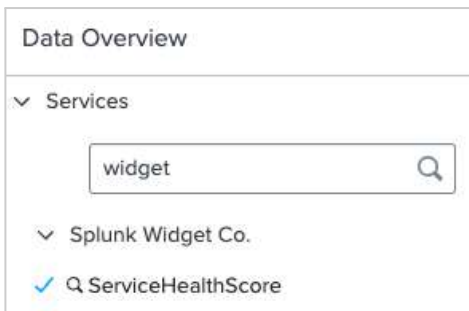 Data Overview
Services
widget
Splunk Widget Co.
ServiceHealthScore